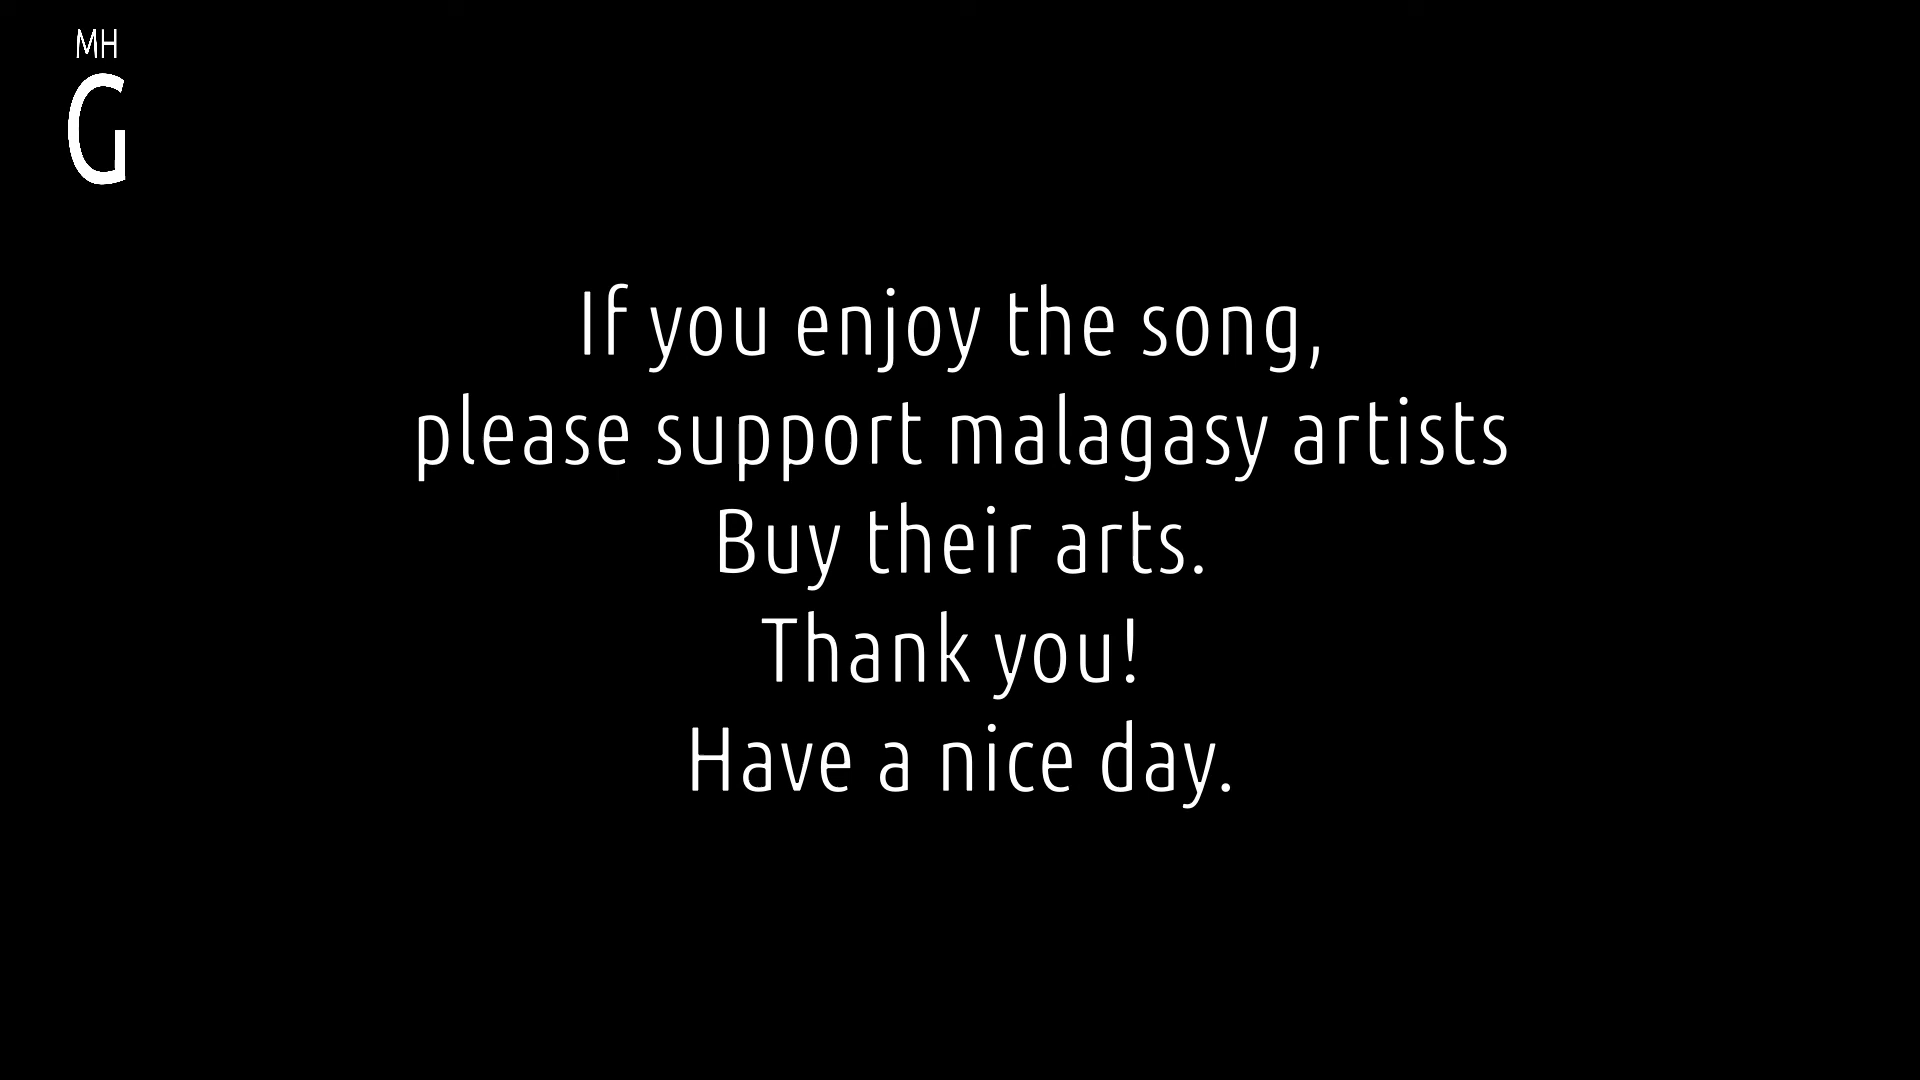 MH
G
If you enjoy the song,
please support malagasy artists
Buy their arts.
Thank you!
Have a nice day.